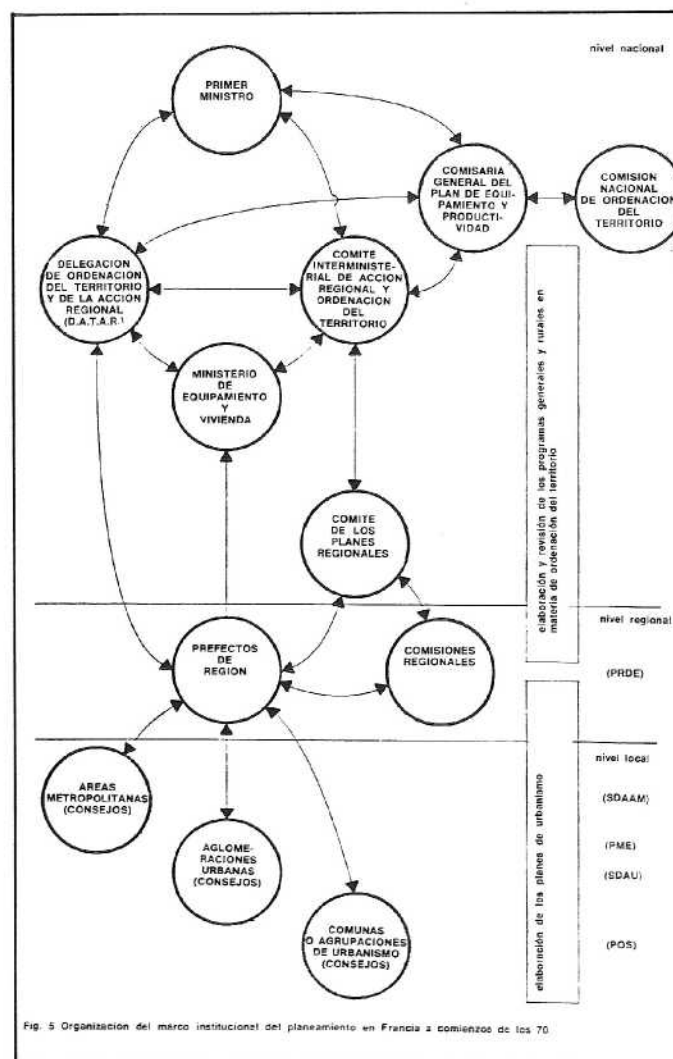 nivel nacional
PRIMER
MINISTRO
COMISARIA
GENERAL DEL
PLAN DE EQUI-
PAMIENTO Y
PRODUCTI-
VIDAD
COMISION
NACIONAL
DE ORDENACION
DEL
TERRITORIO
DELEGACION
DE ORDENACION
DEL TERRITORIO
Y DE LA ACCION
REGIONAL
(D.A.T.A.R.)
COMITE
INTERMINISTE-
RIAL DE ACCION
REGIONAL Y
ORDENACION
DEL
TERRITORIO
MINISTERIO
DE
EQUIPAMIENTO
Y
VIVIENDA
COMITE
DE LOS
PLANES
REGIONALES
elaboración y revisión de los programas generales y rurales en
materia de ordenación del territorio
nivel regional
PREFECTOS
DE
REGION
COMISIONES
REGIONALES
(PRDE)
nivel local
AREAS
METROPOLITANAS
(CONSEJOS)
(SDAAM)
AGLOME-
RACIONES
URBANAS
(CONSEJOS)
(PME)
(SDAU)
COMUNAS
O AGRUPACIONES
DE URBANISMO
(CONSEJOS)
(POS)
elaboración de los planes de urbanismo
Fig. 5 Organización del marco institucional del planeamiento en Francia a comienzos de los 70